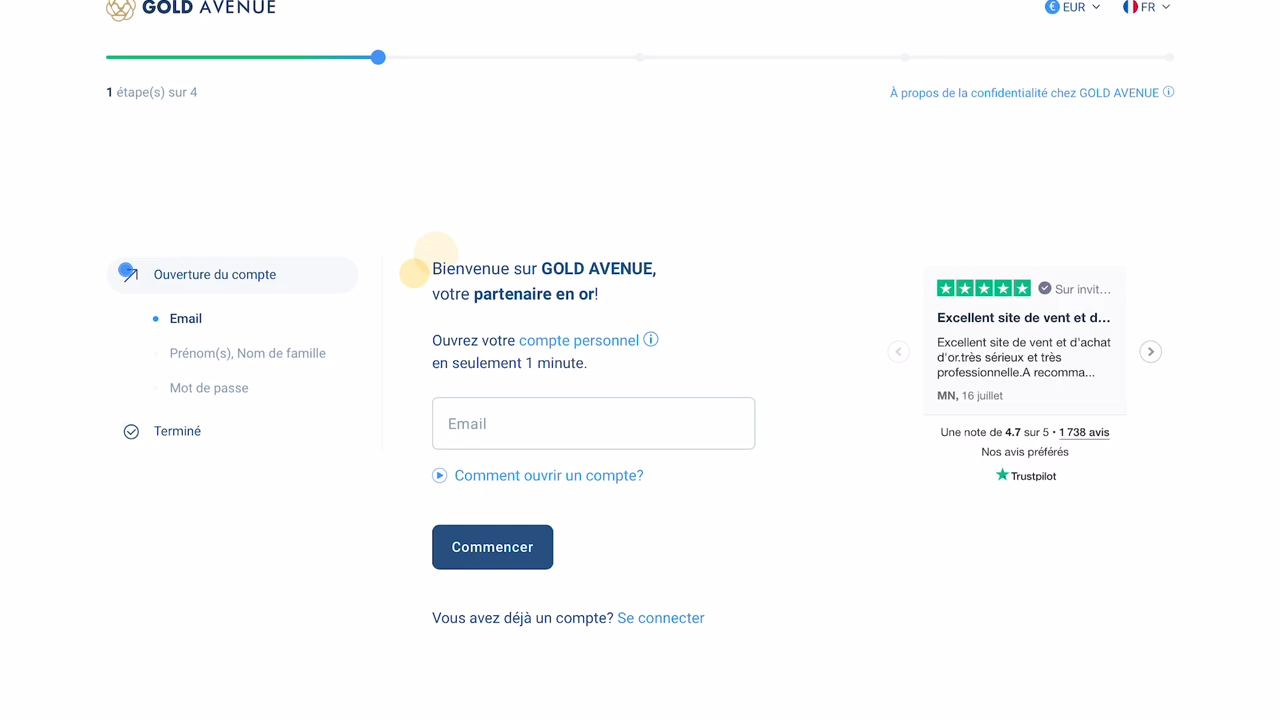 GOLD AVENUE
EUR
FR
1 étape(s) sur 4
À propos de la confidentialité chez GOLD AVENUE
Ouverture du compte
Email
Prénom(s), Nom de famille
Mot de passe
Terminé
Bienvenue sur GOLD AVENUE,
votre partenaire en or!
Ouvrez votre compte personnel
en seulement 1 minute.
Email
Comment ouvrir un compte?
Commencer
Vous avez déjà un compte? Se connecter
Sur invit...
Excellent site de vent et d...
Excellent site de vent et d'achat
d'or.très sérieux et très
professionnelle.A recomma...
MN, 16 juillet
Une note de 4.7 sur 5 • 1 738 avis
Nos avis préférés
Trustpilot